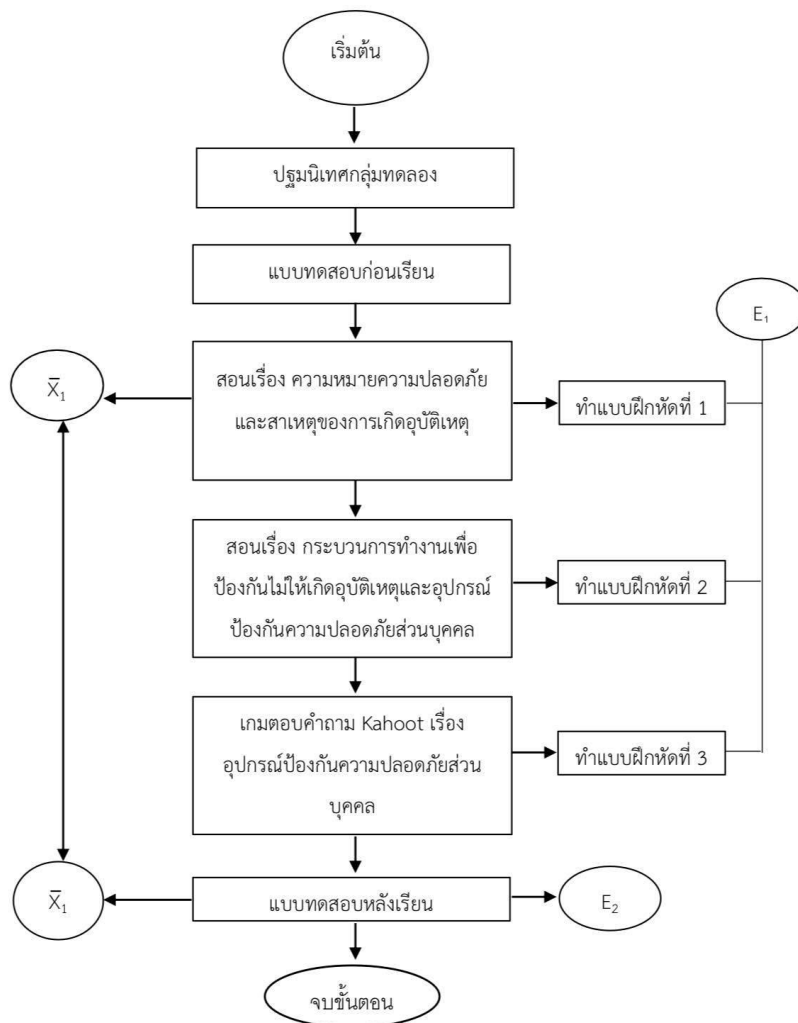 เริ่มต้น
ปฐมนิเทศกลุ่มทดลอง
แบบทดสอบก่อนเรียน
E₁
X̄₁
สอนเรื่อง ความหมายความปลอดภัย
และสาเหตุของการเกิดอุบัติเหตุ
ทำแบบฝึกหัดที่ 1
สอนเรื่อง กระบวนการทำงานเพื่อ
ป้องกันไม่ให้เกิดอุบัติเหตุและอุปกรณ์
ป้องกันความปลอดภัยส่วนบุคคล
ทำแบบฝึกหัดที่ 2
เกมตอบคำถาม Kahoot เรื่อง
อุปกรณ์ป้องกันความปลอดภัยส่วน
บุคคล
ทำแบบฝึกหัดที่ 3
X̄₁
แบบทดสอบหลังเรียน
E₂
จบขั้นตอน